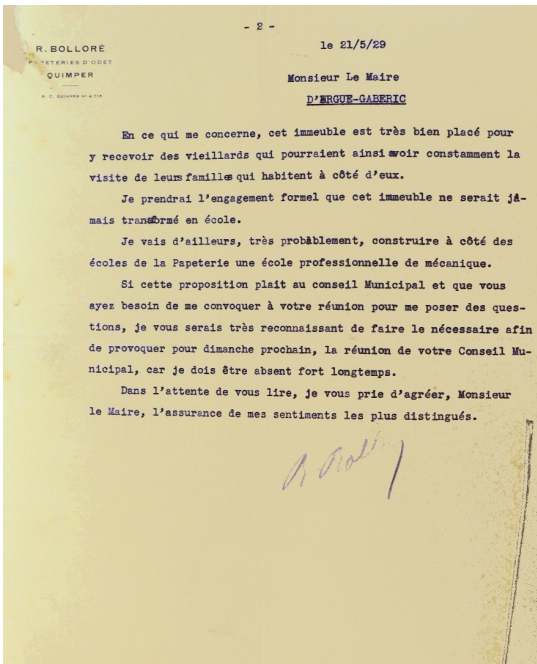 - 2 -
R. BOLLORÉ
PAPETERIES D'ODET
QUIMPER
R. C. QUIMPER Nº 4.715
le 21/5/29
Monsieur Le Maire
D'ERGUE-GABERIC
En ce qui me concerne, cet immeuble est très bien placé pour
y recevoir des vieillards qui pourraient ainsi avoir constamment la
visite de leurs familles qui habitent à côté d'eux.
Je prendrai l'engagement formel que cet immeuble ne serait ja-
mais transformé en école.
Je vais d'ailleurs, très probablement, construire à côté des
écoles de la Papeterie une école professionnelle de mécanique.
Si cette proposition plait au conseil Municipal et que vous
ayez besoin de me convoquer à votre réunion pour me poser des ques-
tions, je vous serais très reconnaissant de faire le nécessaire afin
de provoquer pour dimanche prochain, la réunion de votre Conseil Mu-
nicipal, car je dois être absent fort longtemps.
Dans l'attente de vous lire, je vous prie d'agréer, Monsieur
le Maire, l'assurance de mes sentiments les plus distingués.